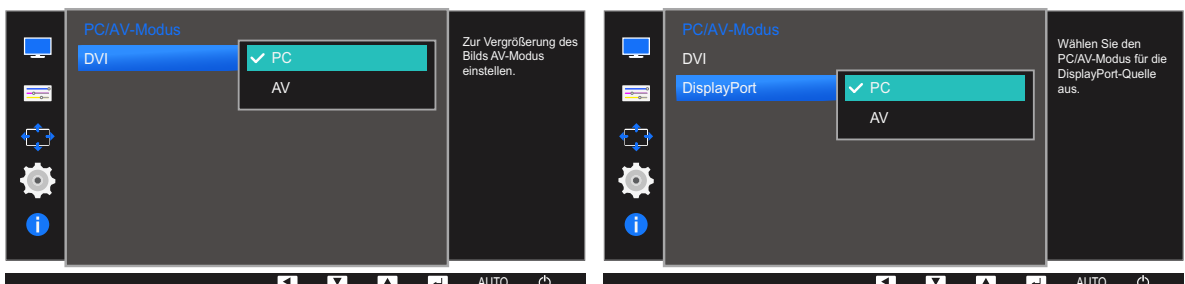 PC/AV-Modus
DVI
PC
AV
Zur Vergrößerung des
Bilds AV-Modus
einstellen.
AUTO
PC/AV-Modus
DVI
DisplayPort
PC
AV
Wählen Sie den
PC/AV-Modus für die
DisplayPort-Quelle
aus.
AUTO